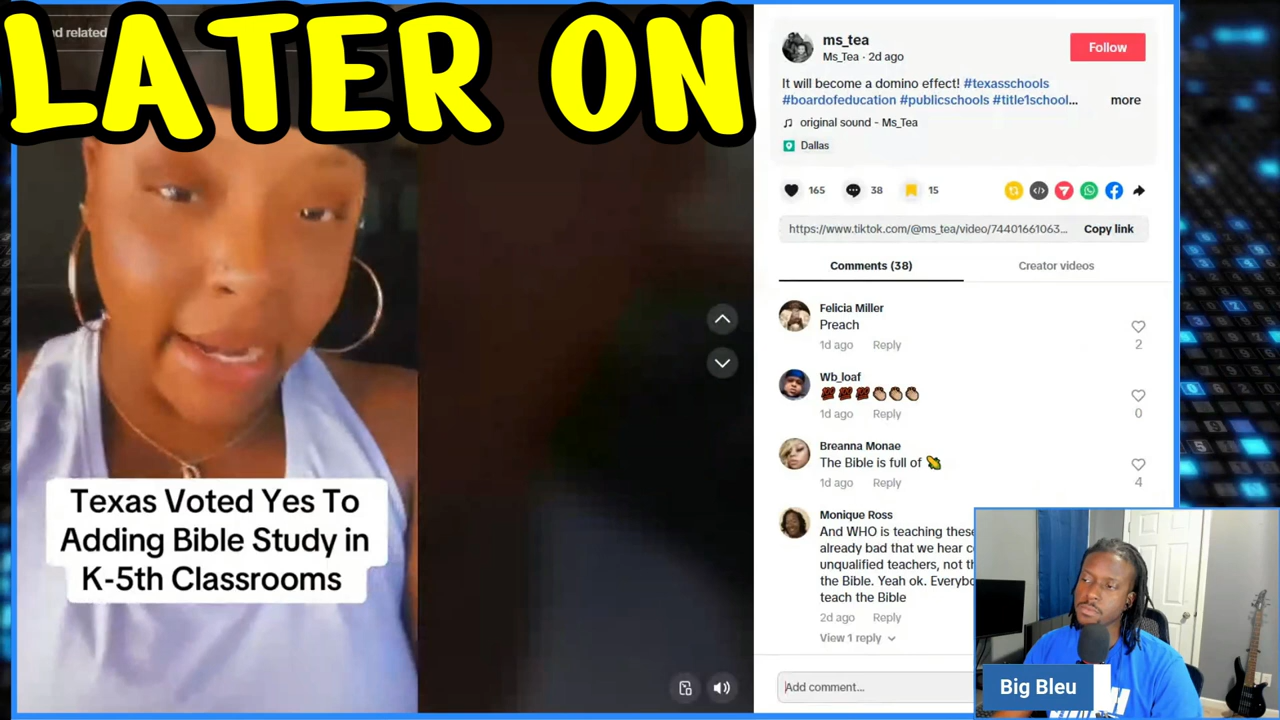 nd related
LATER ON
Texas Voted Yes To
Adding Bible Study in
K-5th Classrooms
ms_tea
Ms_Tea · 2d ago
Follow
It will become a domino effect! #texasschools
#boardofeducation #publicschools #title1school...
more
original sound - Ms_Tea
Dallas
165
38
15
https://www.tiktok.com/@ms_tea/video/74401661063...
Copy link
Comments (38)
Creator videos
Felicia Miller
Preach
1d ago Reply
2
Wb_loaf
💯💯💯👏🏽👏🏽👏🏽
1d ago Reply
0
Breanna Monae
The Bible is full of 🌽
1d ago Reply
4
Monique Ross
And WHO is teaching these
already bad that we hear c
unqualified teachers, not th
the Bible. Yeah ok. Everybo
teach the Bible
2d ago Reply
View 1 reply
Add comment...
Big Bleu